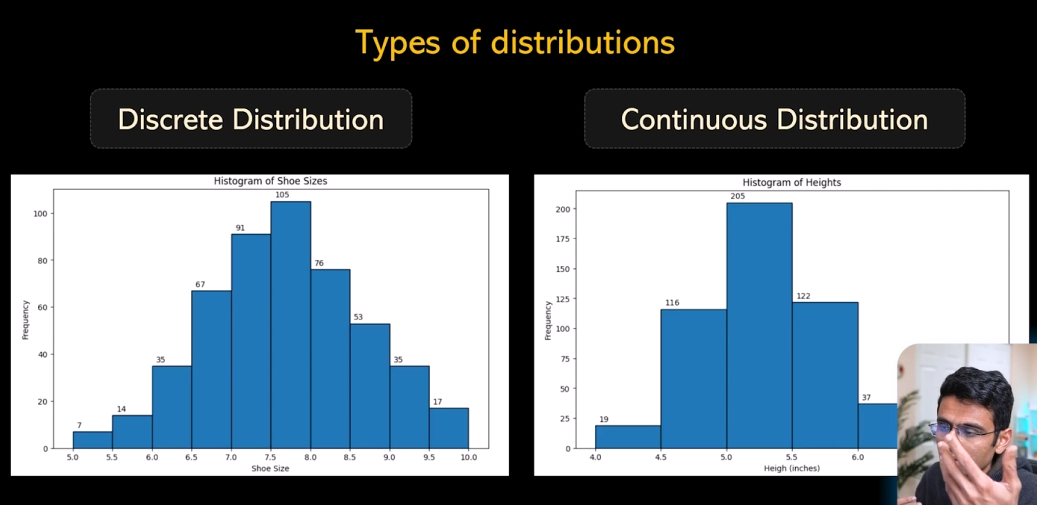 Types of distributions
Discrete Distribution
Continuous Distribution
Histogram of Shoe Sizes
105
100
91
80
76
67
60
53
Frequency
40
35
35
20
17
14
7
0
5.0 5.5 6.0 6.5 7.0 7.5 8.0 8.5 9.0 9.5 10.0
Shoe Size
Histogram of Heights
205
200
175
150
125
122
116
Frequency
100
75
50
37
25
19
0
4.0 4.5 5.0 5.5 6.0
Heigh (inches)